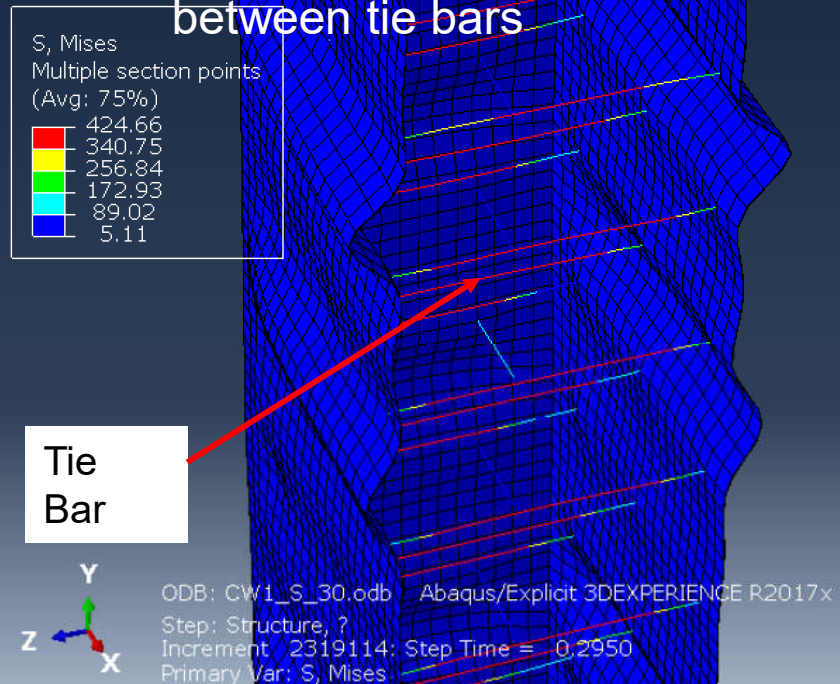 between tie bars
S, Mises
Multiple section points
(Avg: 75%)
424.66
340.75
256.84
172.93
89.02
5.11
Tie
Bar
Y
Z
X
ODB: CW1_S_30.odb Abaqus/Explicit 3DEXPERIENCE R2017x
Step: Structure, ?
Increment 2319114: Step Time = 0.2950
Primary Var: S, Mises